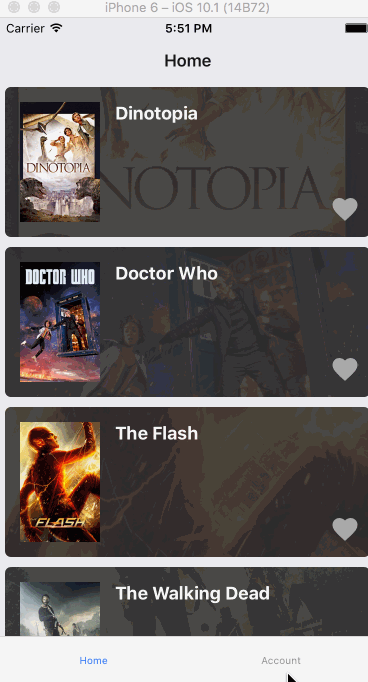 iPhone 6 – iOS 10.1 (14B72)
Carrier 5:51 PM
Home
Dinotopia
DINOTOPIA
NOTOPIA
Doctor Who
DOCTOR WHO
The Flash
FLASH
The Walking Dead
Home Account